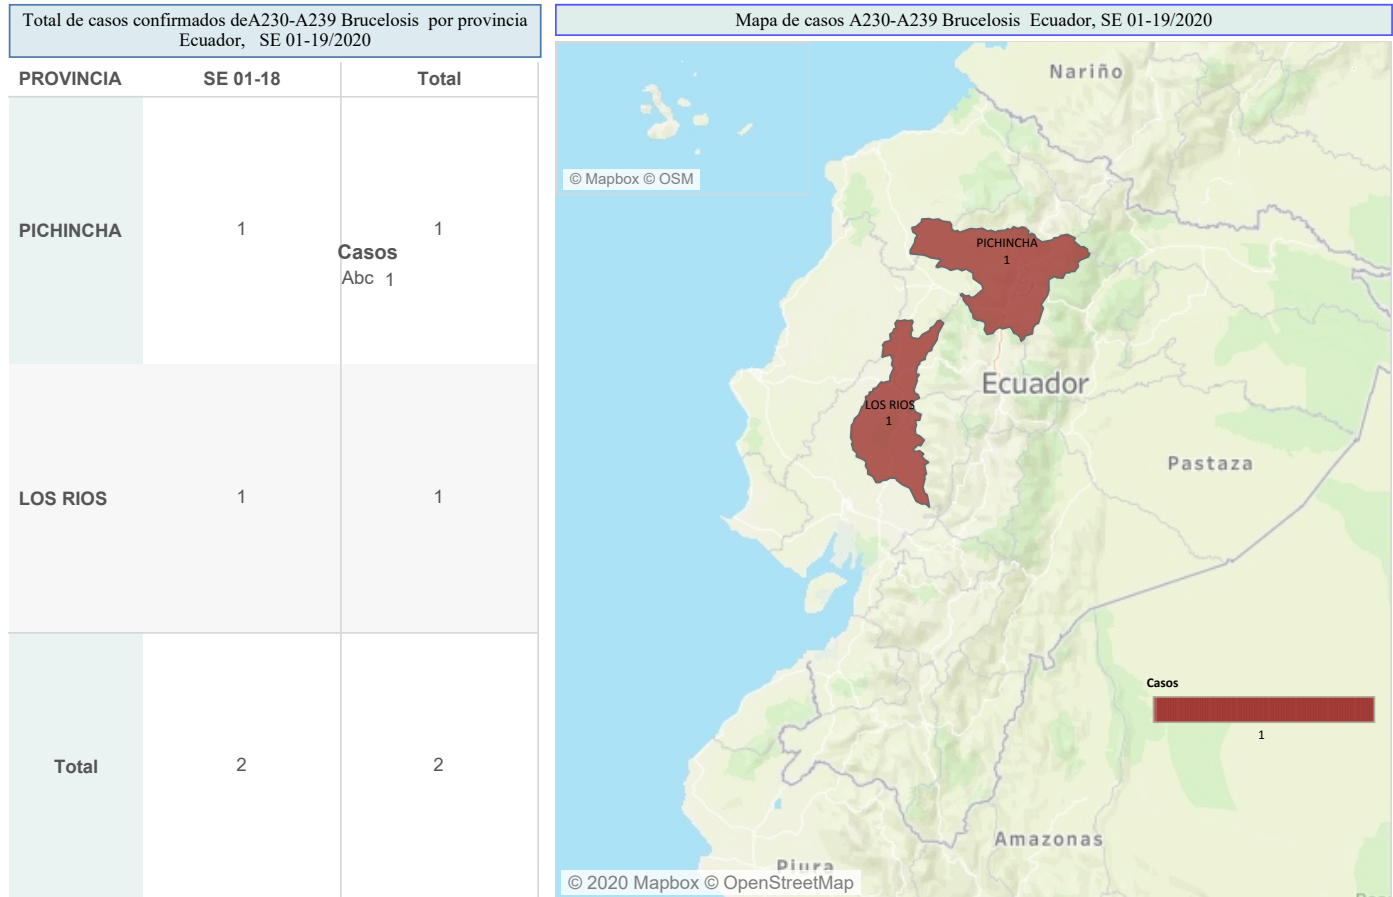 Total de casos confirmados deA230-A239 Brucelosis por provincia
Ecuador, SE 01-19/2020
PROVINCIA SE 01-18 Total
PICHINCHA 1 1
Casos
Abc 1
LOS RIOS 1 1
Total 2 2
Mapa de casos A230-A239 Brucelosis Ecuador, SE 01-19/2020
Nariño
© Mapbox © OSM
PICHINCHA
1
Ecuador
LOS RIOS
1
Pastaza
Casos
1
Amazonas
Piura
© 2020 Mapbox © OpenStreetMap